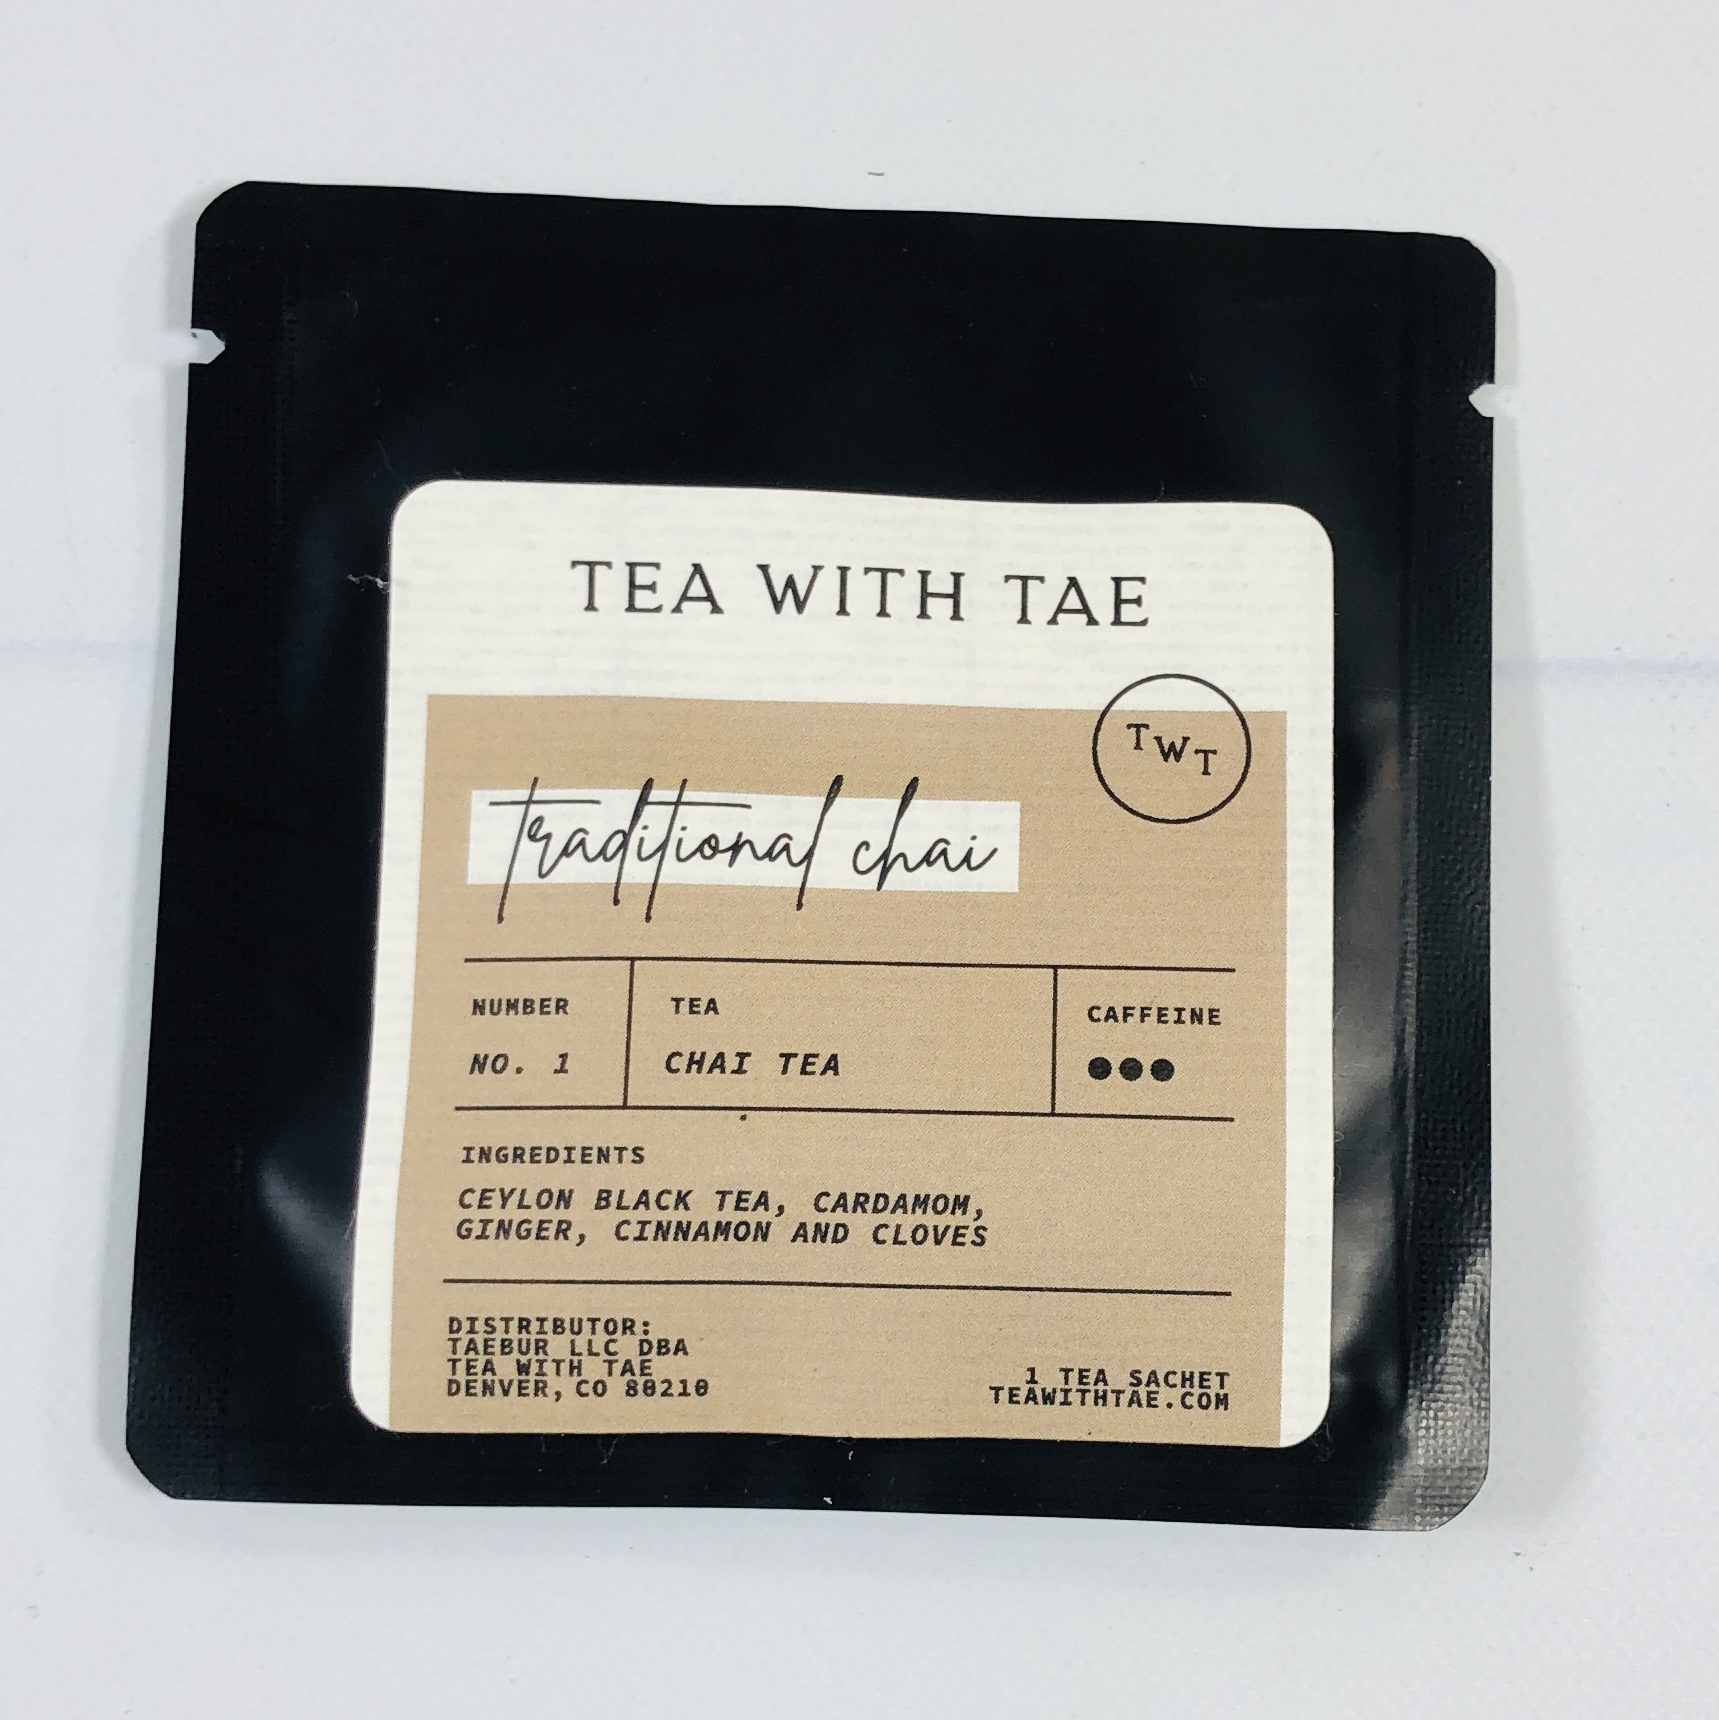 TEA WITH TAE
TWT
traditional chai
NUMBER
NO. 1
TEA
CHAI TEA
CAFFEINE
INGREDIENTS
CEYLON BLACK TEA, CARDAMOM,
GINGER, CINNAMON AND CLOVES
DISTRIBUTOR:
TAEBUR LLC DBA
TEA WITH TAE
DENVER, CO 80210
1 TEA SACHET
TEAWITHTAE.COM